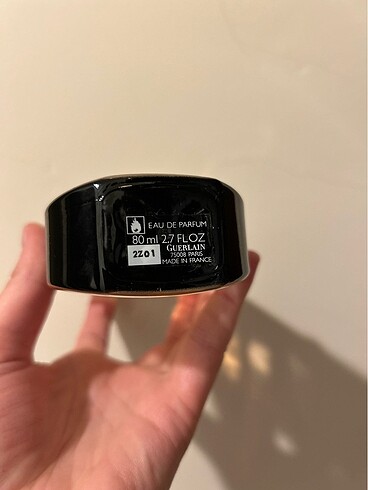 EAU DE PARFUM
80 ml 2.7 FL OZ
2Z01
GUERLAIN
75008 PARIS
MADE IN FRANCE